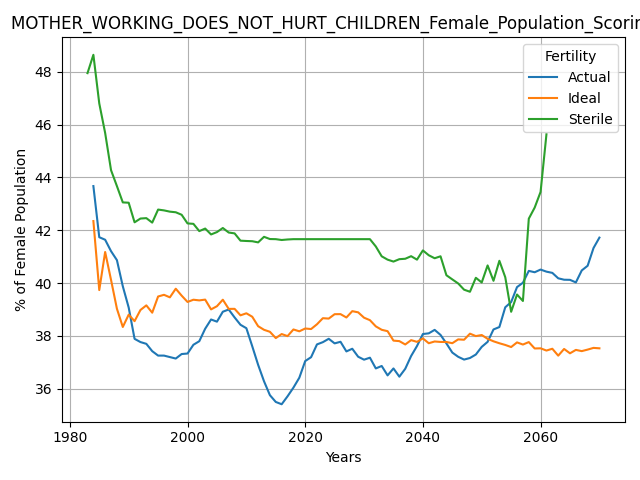 MOTHER_WORKING_DOES_NOT_HURT_CHILDREN_Female_Population_Scorin
Fertility
Actual
Ideal
Sterile
% of Female Population
48
46
44
42
40
38
36
1980
2000
2020
2040
2060
Years